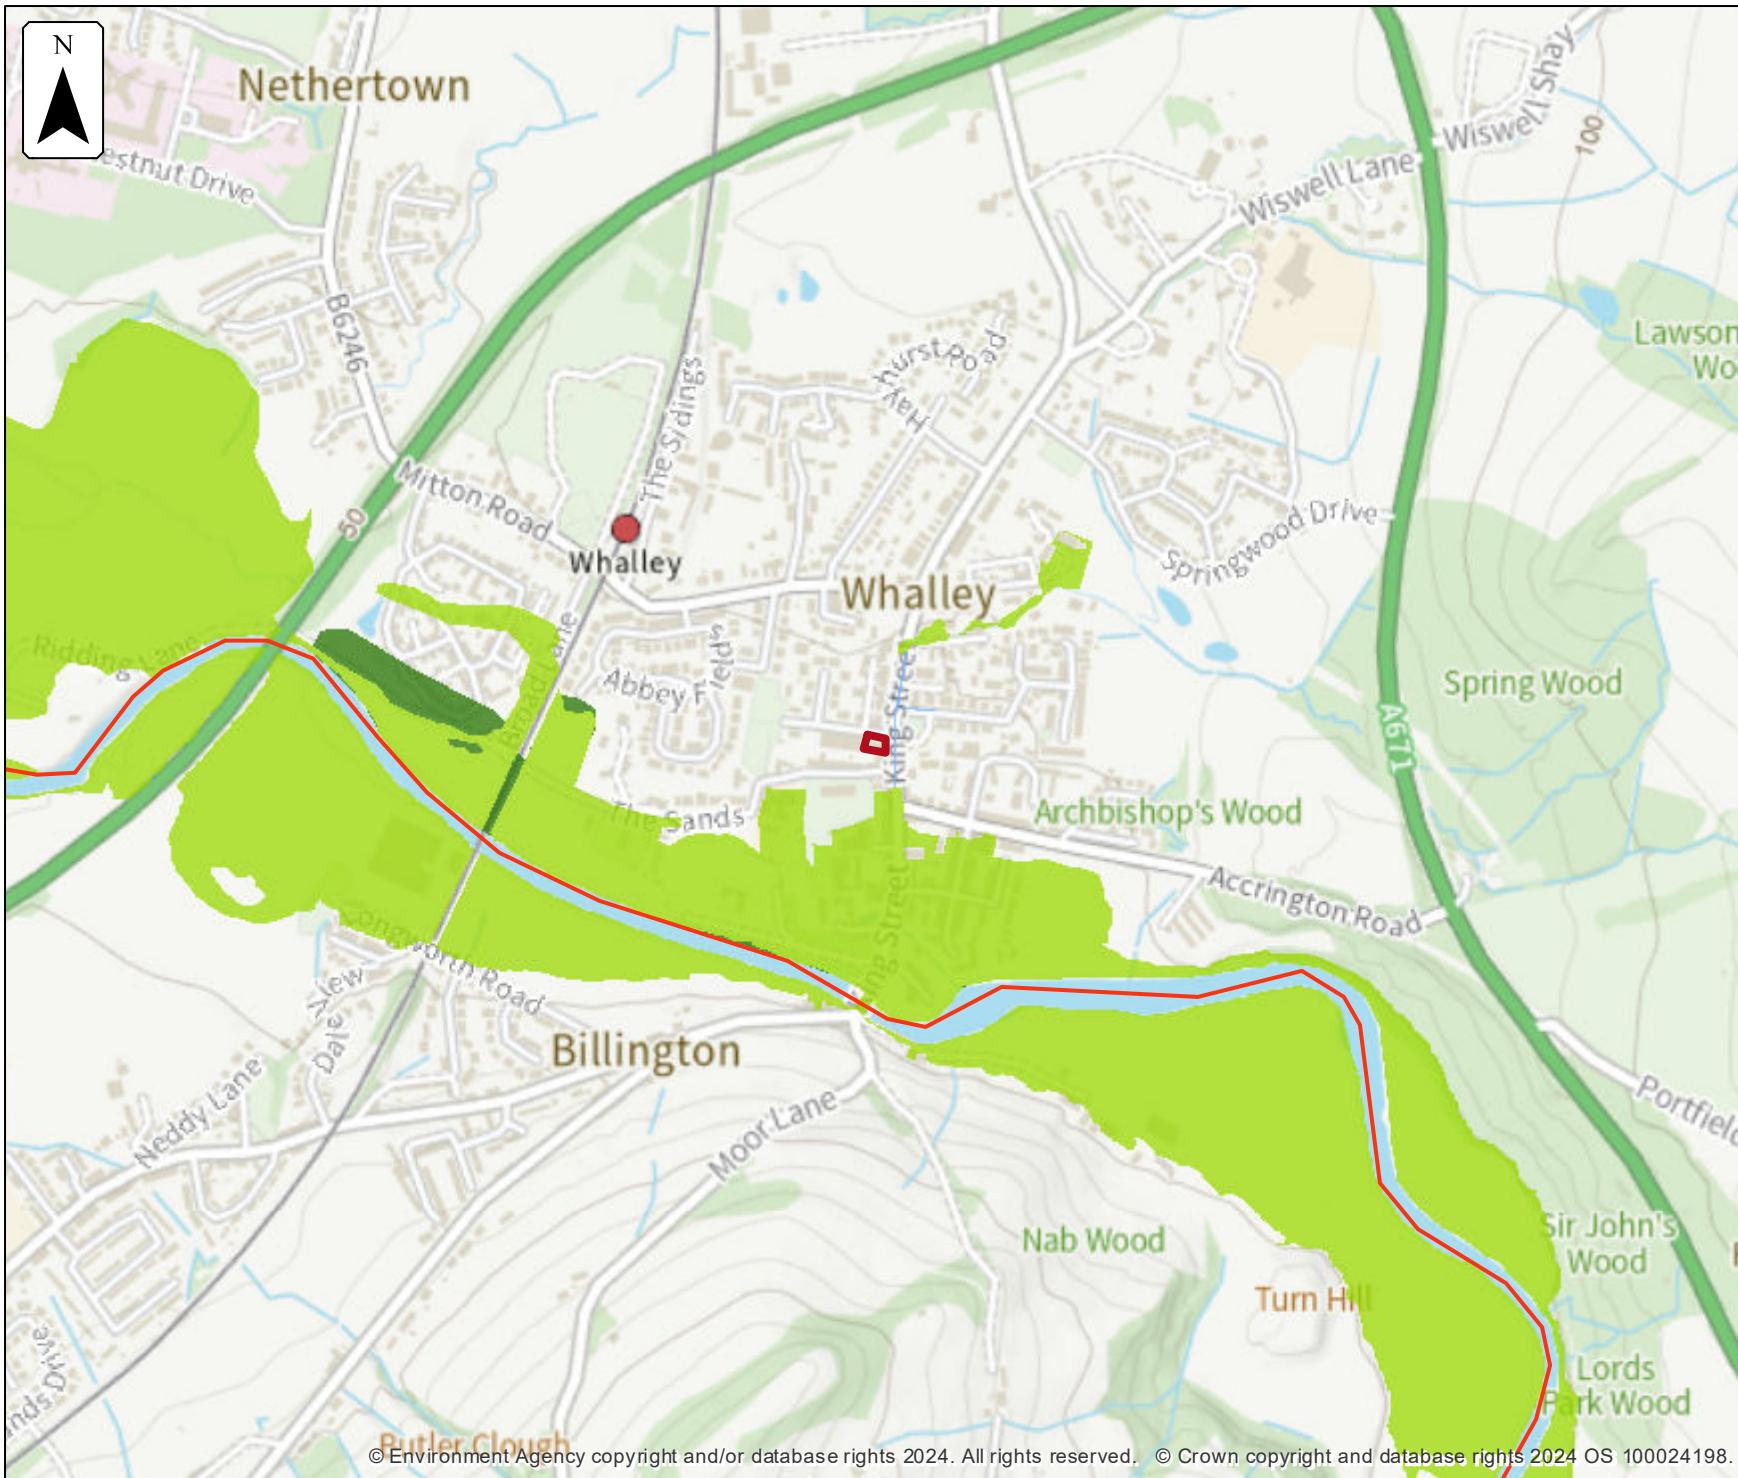 N
Nethertown
estnut Drive
Wiswell Shay
100
Wiswell Lane
B6246
Lawson
Wo
hurst Road
Hay
The Sidings
Mitton Road
50
Whalley
Whalley
Springwood Drive
Ridding Lane
Broad Lane
Abbey Fields
King Street
Spring Wood
A671
The Sands
Archbishop's Wood
Accrington Road
King Street
Longworth Road
Dale View
Billington
Neddy Lane
Moor Lane
Portfield
Nab Wood
Sir John's
Wood
Turn Hill
Lords
Park Wood
nds Drive
Butler Clough
© Environment Agency copyright and/or database rights 2024. All rights reserved. © Crown copyright and database rights 2024 OS 100024198.